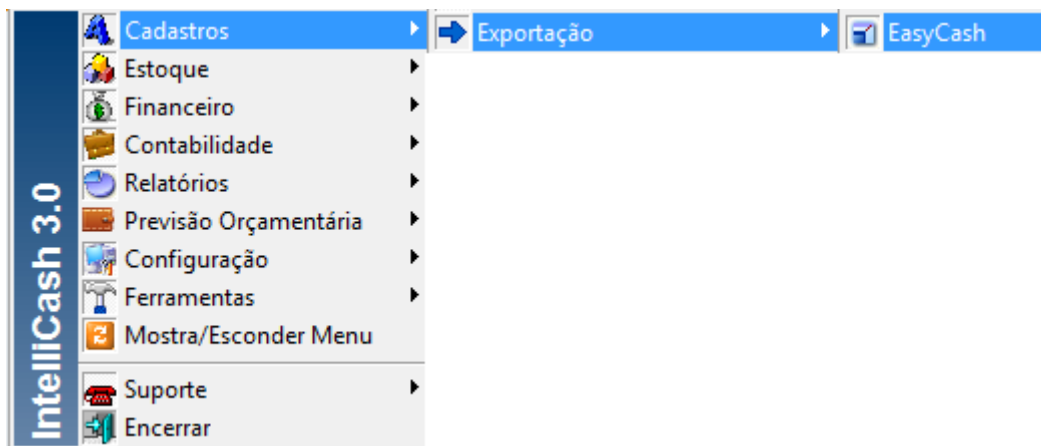 IntelliCash 3.0
Cadastros
Exportação
EasyCash
Estoque
Financeiro
Contabilidade
Relatórios
Previsão Orçamentária
Configuração
Ferramentas
Mostra/Esconder Menu
Suporte
Encerrar